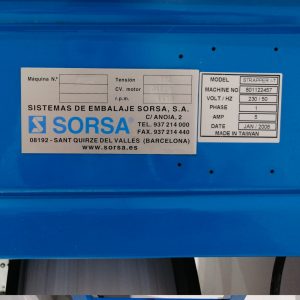 Máquina N.º
Tensión
CV. motor
r.p.m.
SISTEMAS DE EMBALAJE SORSA, S.A.
S SORSA®
C/ ANOIA, 2
TEL. 937 214 000
FAX. 937 214 440
08192 - SANT QUIRZE DEL VALLES (BARCELONA)
www.sorsa.es
MODEL
MACHINE NO 801122457
VOLT / HZ 230 / 50
PHASE 1
AMP 5
DATE JAN / 2008
MADE IN TAIWAN